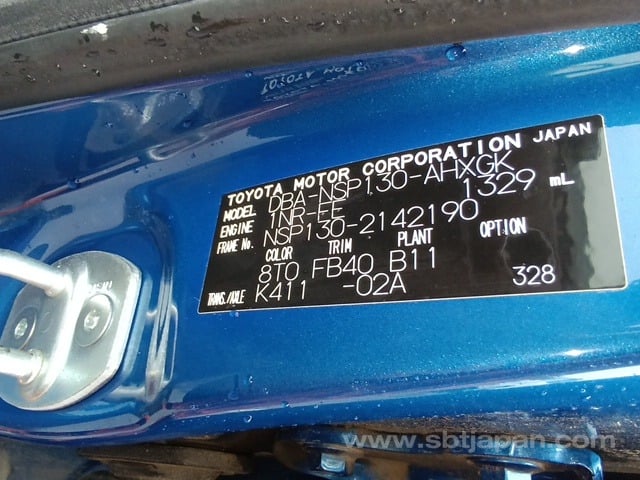 TOYOTA MOTOR CORPORATION JAPAN
MODEL DBA-NSP130-AHXGK
ENGINE 1NR-FE 1329 mL
FRAME No. NSP130-2142190
COLOR TRIM PLANT OPTION
8T0 FB40 B11
TRANS./AXLE K411 -02A 328
www.sbtjapan.com